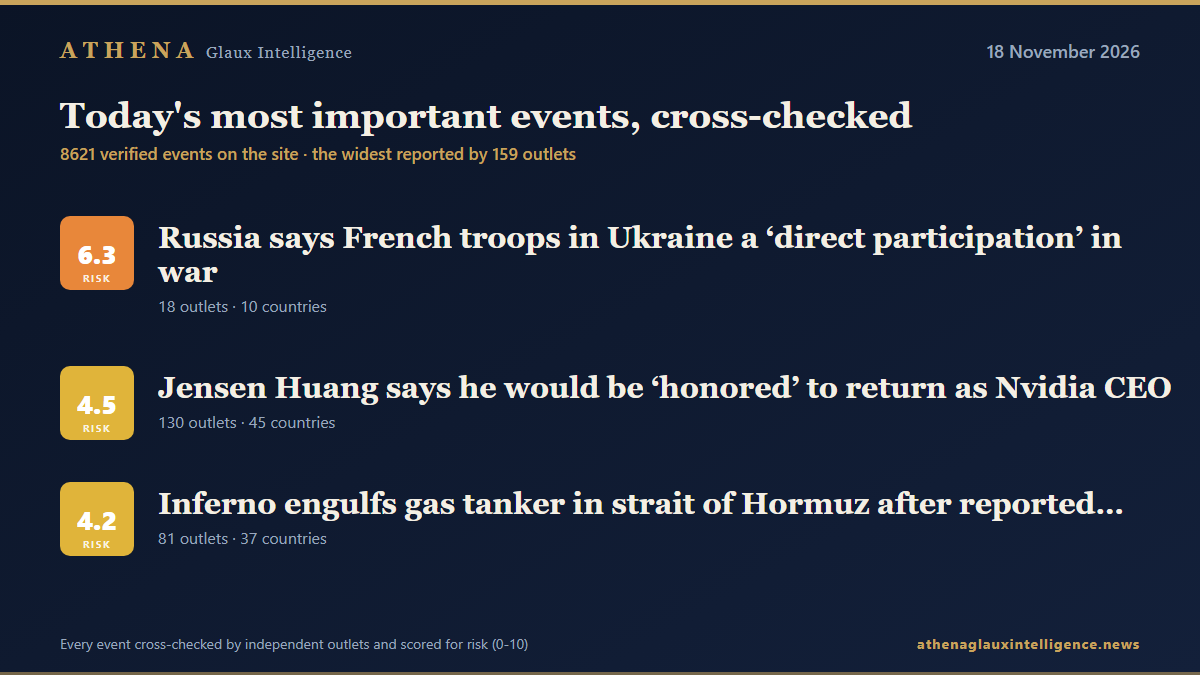 ATHENA Glaux Intelligence
18 November 2026
Today's most important events, cross-checked
8621 verified events on the site · the widest reported by 159 outlets
6.3
RISK
Russia says French troops in Ukraine a ‘direct participation’ in
war
18 outlets · 10 countries
4.5
RISK
Jensen Huang says he would be ‘honored’ to return as Nvidia CEO
130 outlets · 45 countries
4.2
RISK
Inferno engulfs gas tanker in strait of Hormuz after reported...
81 outlets · 37 countries
Every event cross-checked by independent outlets and scored for risk (0-10)
athenaglauxintelligence.news